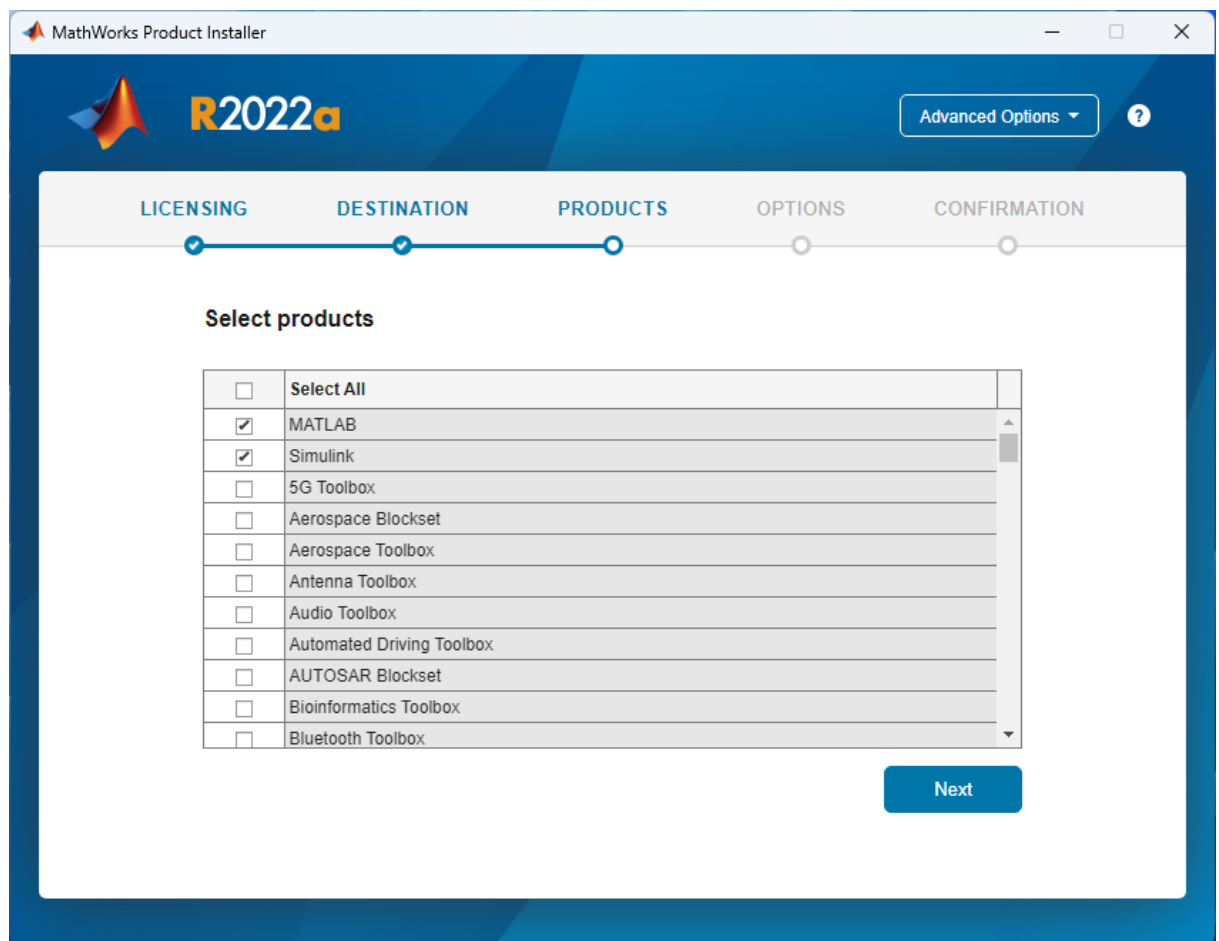 MathWorks Product Installer
R2022a
Advanced Options
?
LICENSING DESTINATION PRODUCTS OPTIONS CONFIRMATION
Select products
Select All
MATLAB
Simulink
5G Toolbox
Aerospace Blockset
Aerospace Toolbox
Antenna Toolbox
Audio Toolbox
Automated Driving Toolbox
AUTOSAR Blockset
Bioinformatics Toolbox
Bluetooth Toolbox
Next